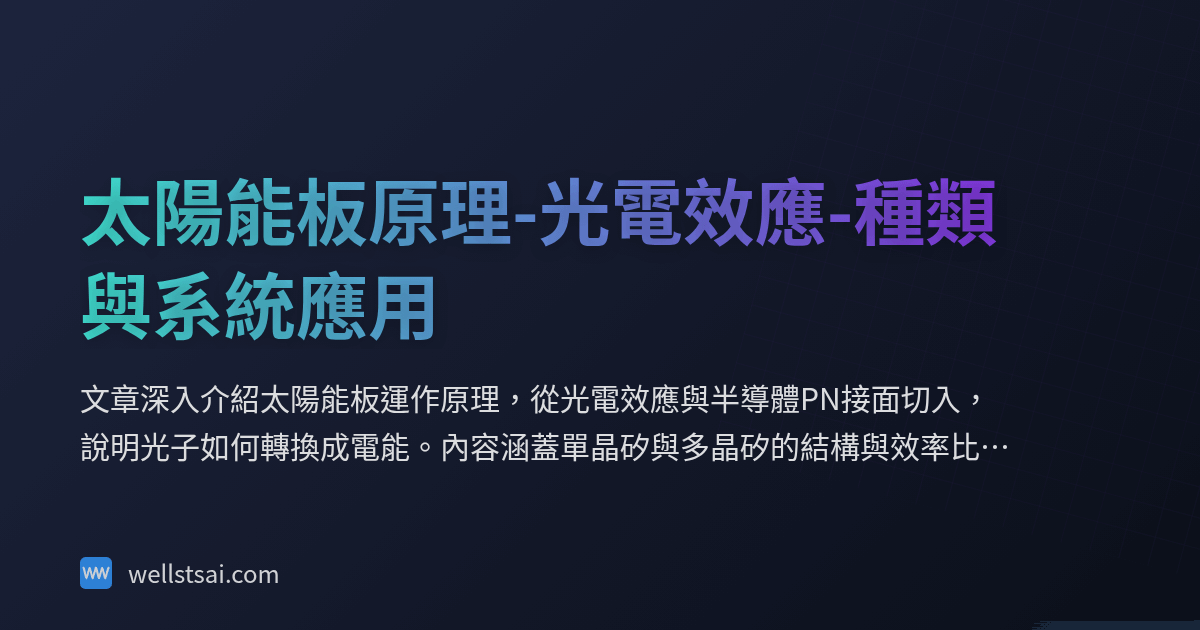 太陽能板原理-光電效應-種類
與系統應用
文章深入介紹太陽能板運作原理，從光電效應與半導體PN接面切入，
說明光子如何轉換成電能。內容涵蓋單晶矽與多晶矽的結構與效率比…
wellstsai.com